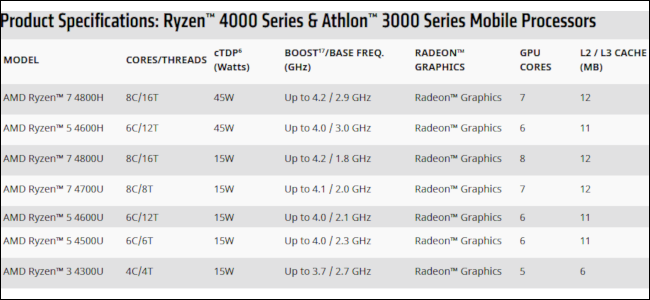 Product Specifications: Ryzen™ 4000 Series & Athlon™ 3000 Series Mobile Processors
MODEL CORES/THREADS cTDP⁶ (Watts) BOOST¹⁷/BASE FREQ. (GHz) RADEON™ GRAPHICS GPU CORES L2 / L3 CACHE (MB)
AMD Ryzen™ 7 4800H 8C/16T 45W Up to 4.2 / 2.9 GHz Radeon™ Graphics 7 12
AMD Ryzen™ 5 4600H 6C/12T 45W Up to 4.0 / 3.0 GHz Radeon™ Graphics 6 11
AMD Ryzen™ 7 4800U 8C/16T 15W Up to 4.2 / 1.8 GHz Radeon™ Graphics 8 12
AMD Ryzen™ 7 4700U 8C/8T 15W Up to 4.1 / 2.0 GHz Radeon™ Graphics 7 12
AMD Ryzen™ 5 4600U 6C/12T 15W Up to 4.0 / 2.1 GHz Radeon™ Graphics 6 11
AMD Ryzen™ 5 4500U 6C/6T 15W Up to 4.0 / 2.3 GHz Radeon™ Graphics 6 11
AMD Ryzen™ 3 4300U 4C/4T 15W Up to 3.7 / 2.7 GHz Radeon™ Graphics 5 6